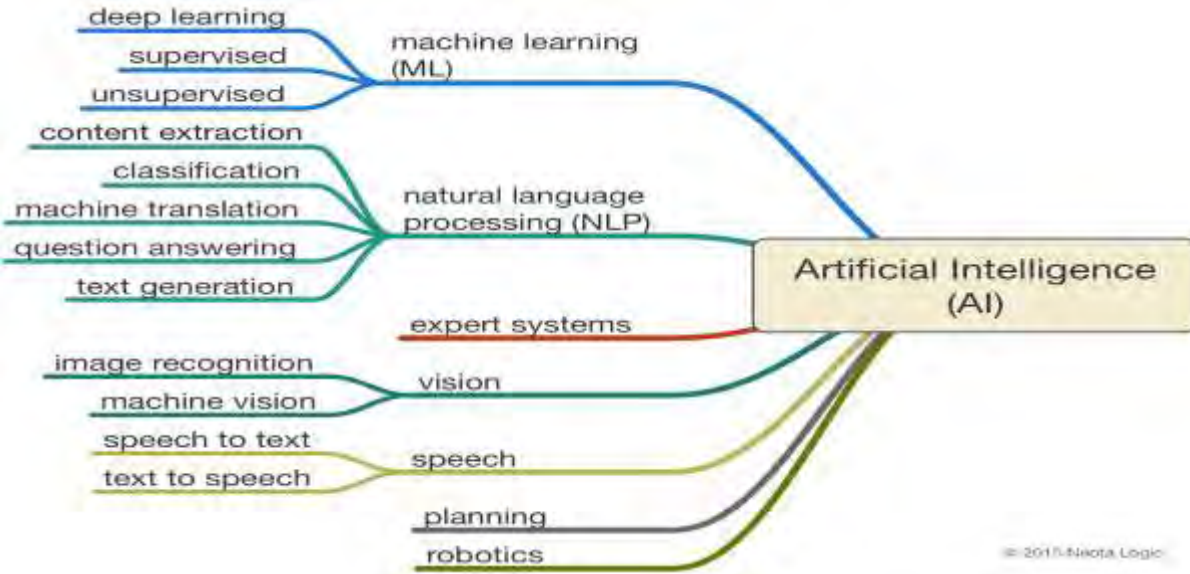 deep learning
supervised
unsupervised
machine learning
(ML)
content extraction
classification
machine translation
question answering
text generation
natural language
processing (NLP)
expert systems
image recognition
machine vision
vision
speech to text
text to speech
speech
planning
robotics
Artificial Intelligence
(AI)
© 2015 Neota Logic